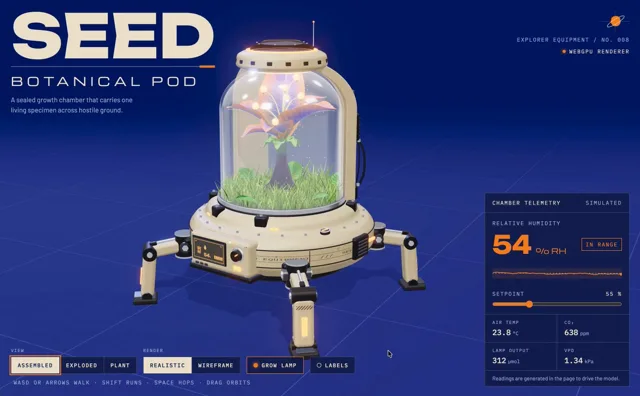 SEED
BOTANICAL POD
A sealed growth chamber that carries one
living specimen across hostile ground.
EXPLORER EQUIPMENT / NO. 008
WEBGPU RENDERER
CHAMBER TELEMETRY SIMULATED
RELATIVE HUMIDITY
54 % RH IN RANGE
SETPOINT 55 %
AIR TEMP CO₂
23.8 °C 638 ppm
LAMP OUTPUT VPD
312 µmol 1.34 kPa
Readings are generated in the page to drive the model.
VIEW RENDER
ASSEMBLED EXPLODED PLANT REALISTIC WIREFRAME GROW LAMP LABELS
WASD OR ARROWS WALK · SHIFT RUNS · SPACE HOPS · DRAG ORBITS